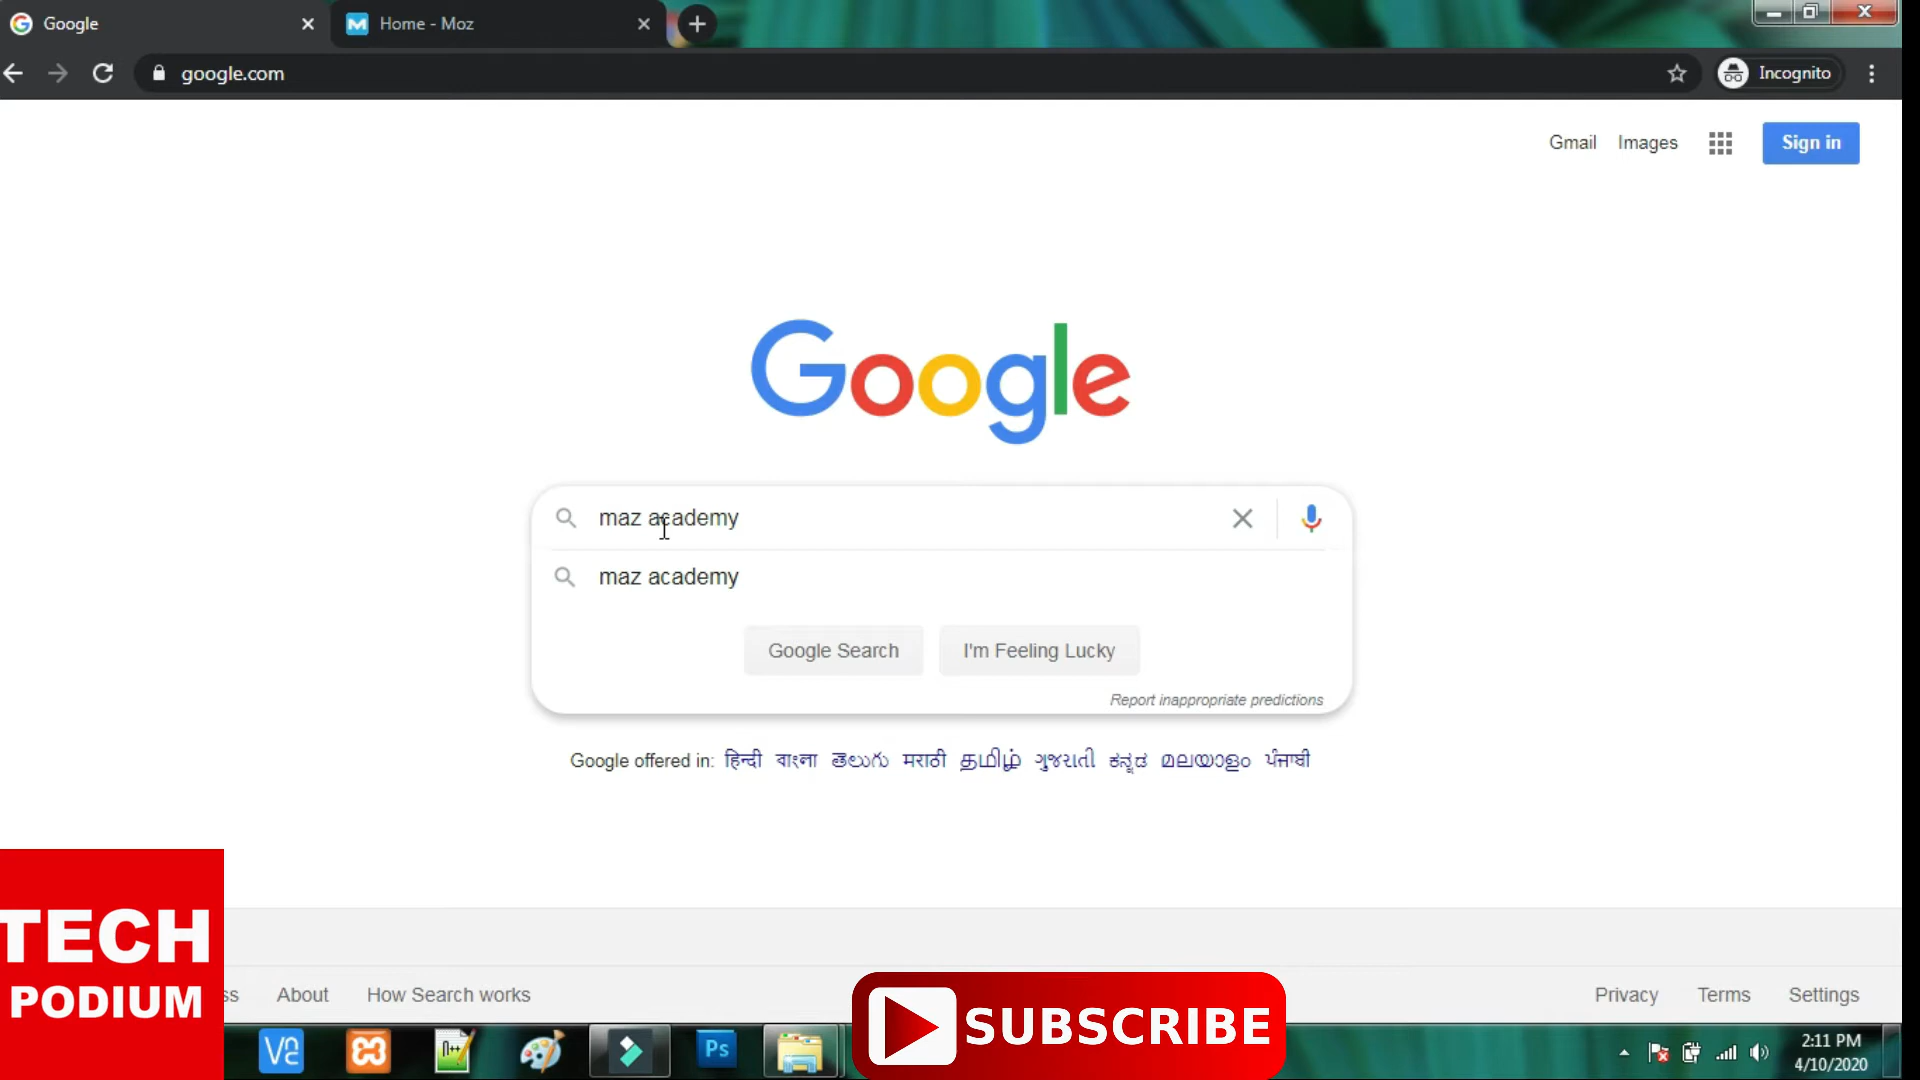 Google
Home - Moz
google.com
Incognito
Gmail
Images
Sign in
Google
maz academy
maz academy
Google Search
I'm Feeling Lucky
Report inappropriate predictions
Google offered in: हिन्दी বাংলা తెలుగు मराठी தமிழ் ગુજરાતી ಕನ್ನಡ മലയാളം ਪੰਜਾਬੀ
TECH
PODIUM
ss
About
How Search works
Privacy
Terms
Settings
SUBSCRIBE
n++
Ps
2:11 PM
4/10/2020